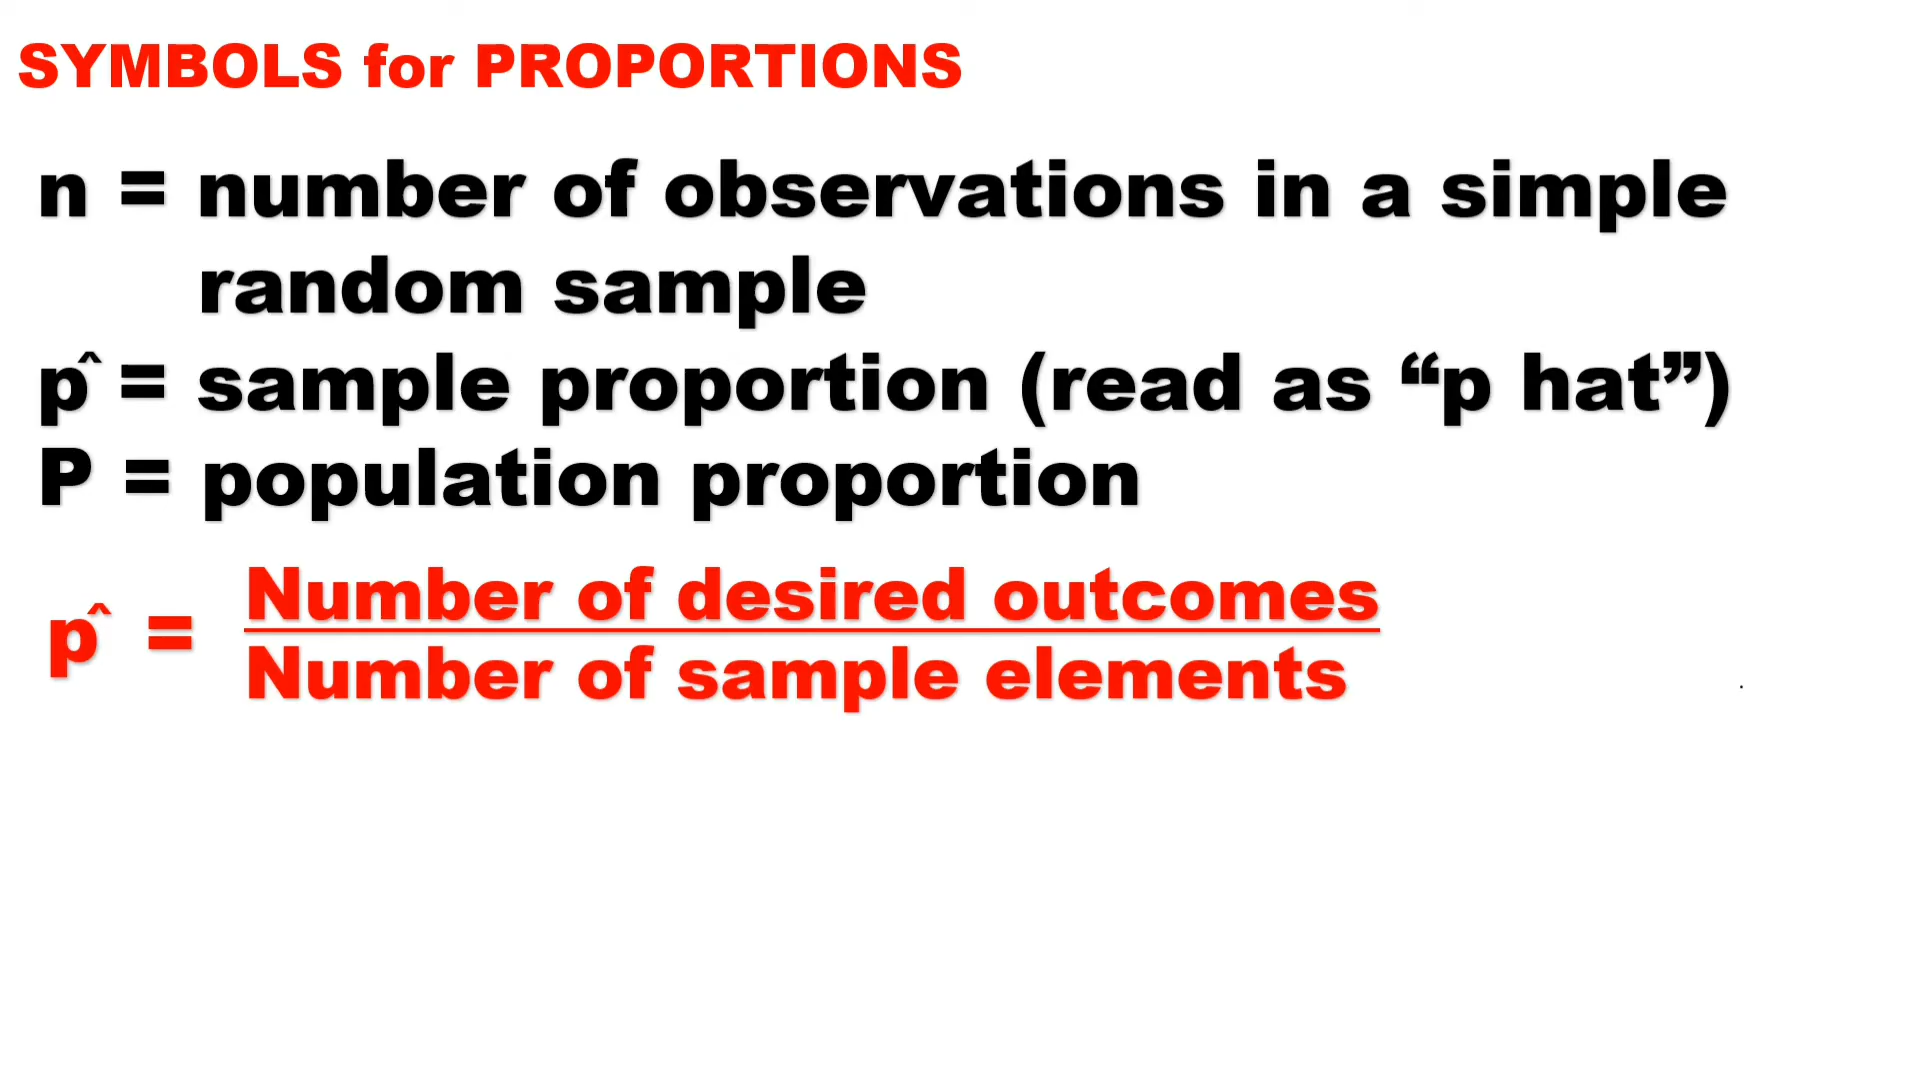 SYMBOLS for PROPORTIONS
n = number of observations in a simple
random sample
p̂ = sample proportion (read as “p hat”)
P = population proportion
p̂ = Number of desired outcomes
Number of sample elements